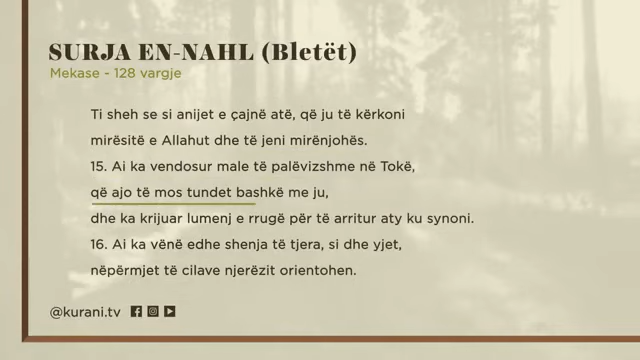 SURJA EN-NAHL (Bletët)
Mekase - 128 vargje
Ti sheh se si anijet e çajnë atë, që ju të kërkoni
mirësitë e Allahut dhe të jeni mirënjohës.
15. Ai ka vendosur male të palëvizshme në Tokë,
që ajo të mos tundet bashkë me ju,
dhe ka krijuar lumenj e rrugë për të arritur aty ku synoni.
16. Ai ka vënë edhe shenja të tjera, si dhe yjet,
nëpërmjet të cilave njerëzit orientohen.
@kurani.tv